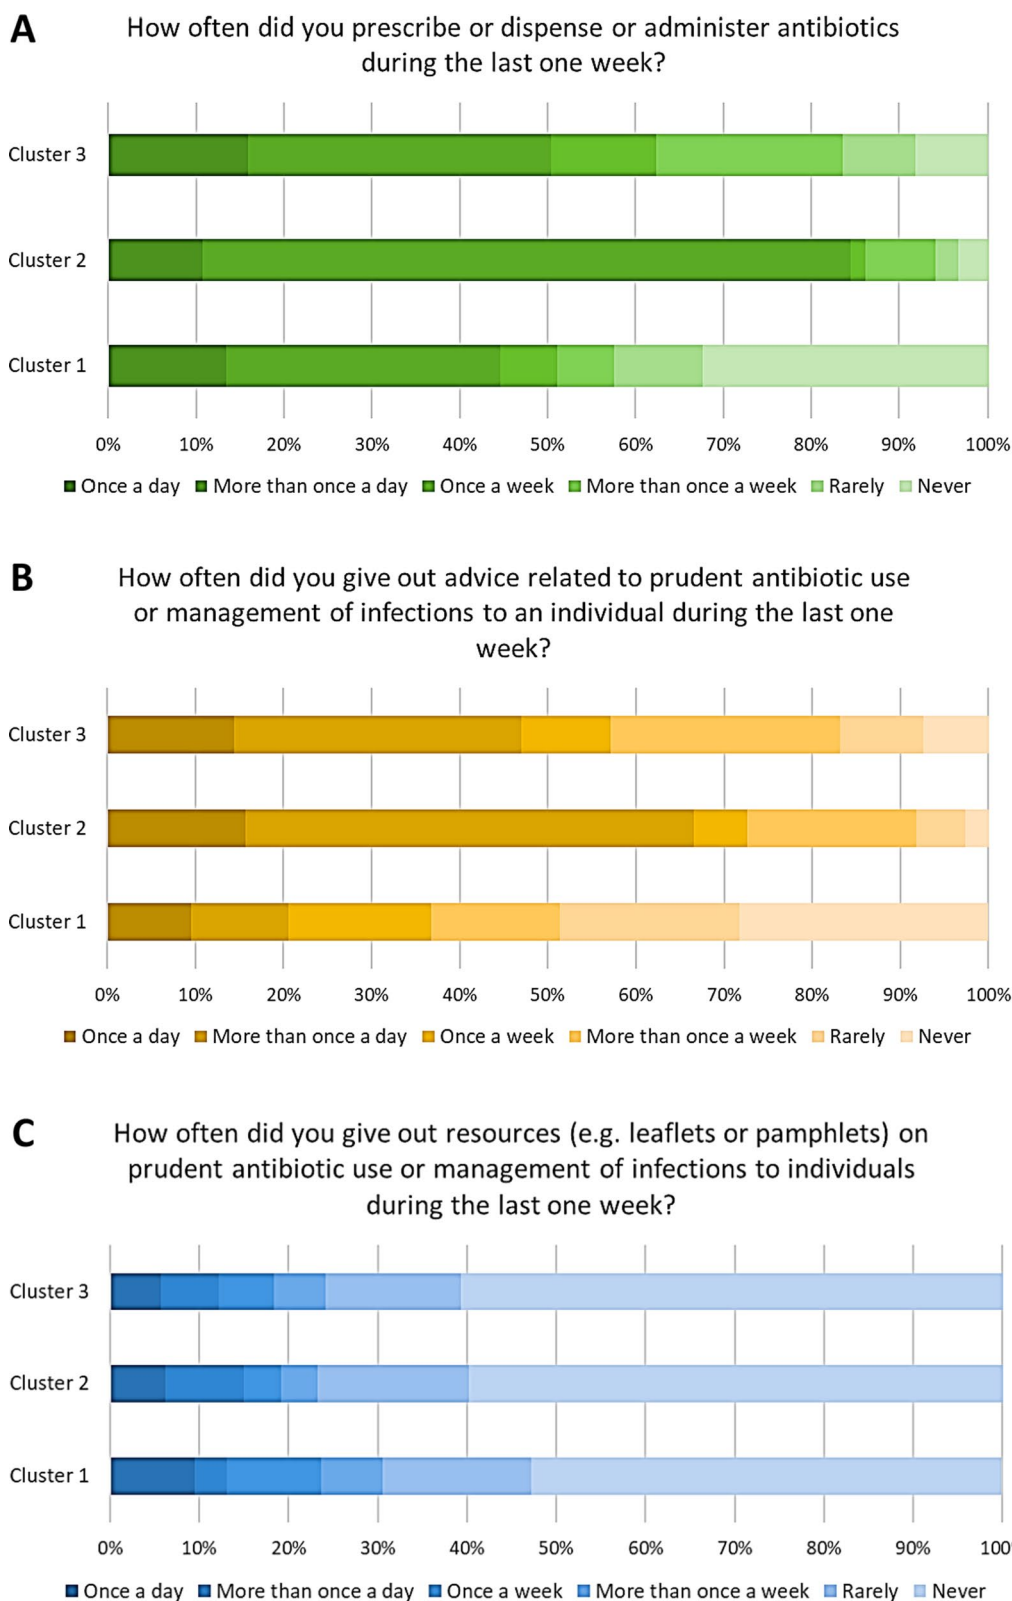 A
How often did you prescribe or dispense or administer antibiotics
during the last one week?
Cluster 3
Cluster 2
Cluster 1
0% 10% 20% 30% 40% 50% 60% 70% 80% 90% 100%
Once a day More than once a day Once a week More than once a week Rarely Never
B
How often did you give out advice related to prudent antibiotic use
or management of infections to an individual during the last one
week?
Cluster 3
Cluster 2
Cluster 1
0% 10% 20% 30% 40% 50% 60% 70% 80% 90% 100%
Once a day More than once a day Once a week More than once a week Rarely Never
C
How often did you give out resources (e.g. leaflets or pamphlets) on
prudent antibiotic use or management of infections to individuals
during the last one week?
Cluster 3
Cluster 2
Cluster 1
0% 10% 20% 30% 40% 50% 60% 70% 80% 90% 100
Once a day More than once a day Once a week More than once a week Rarely Never